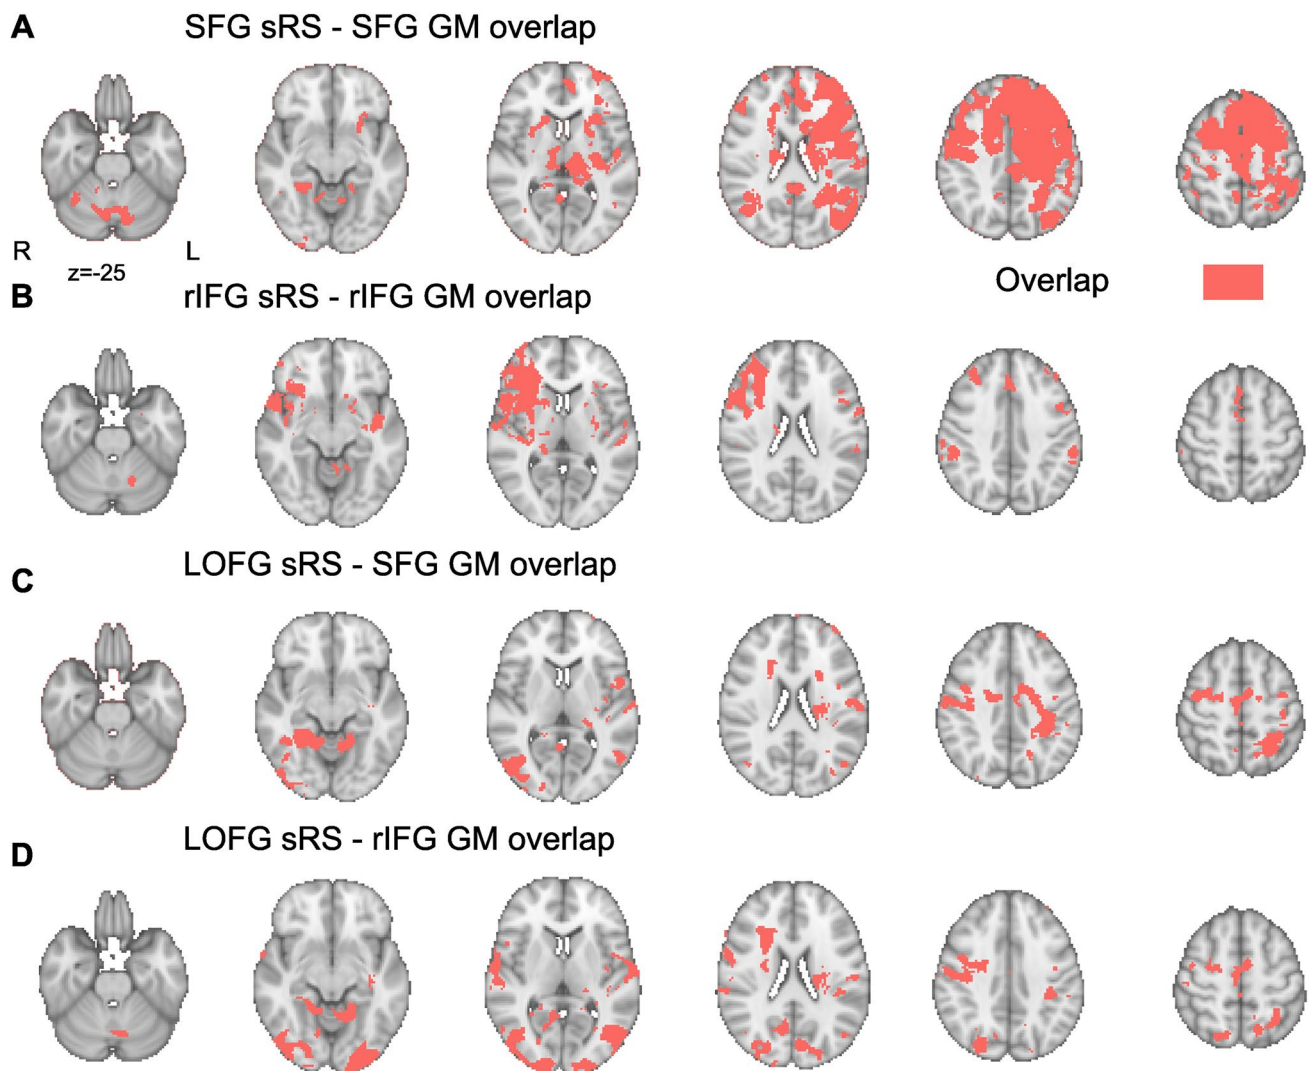 A
SFG sRS - SFG GM overlap
R
L
z=-25
Overlap
B
rIFG sRS - rIFG GM overlap
C
LOFG sRS - SFG GM overlap
D
LOFG sRS - rIFG GM overlap